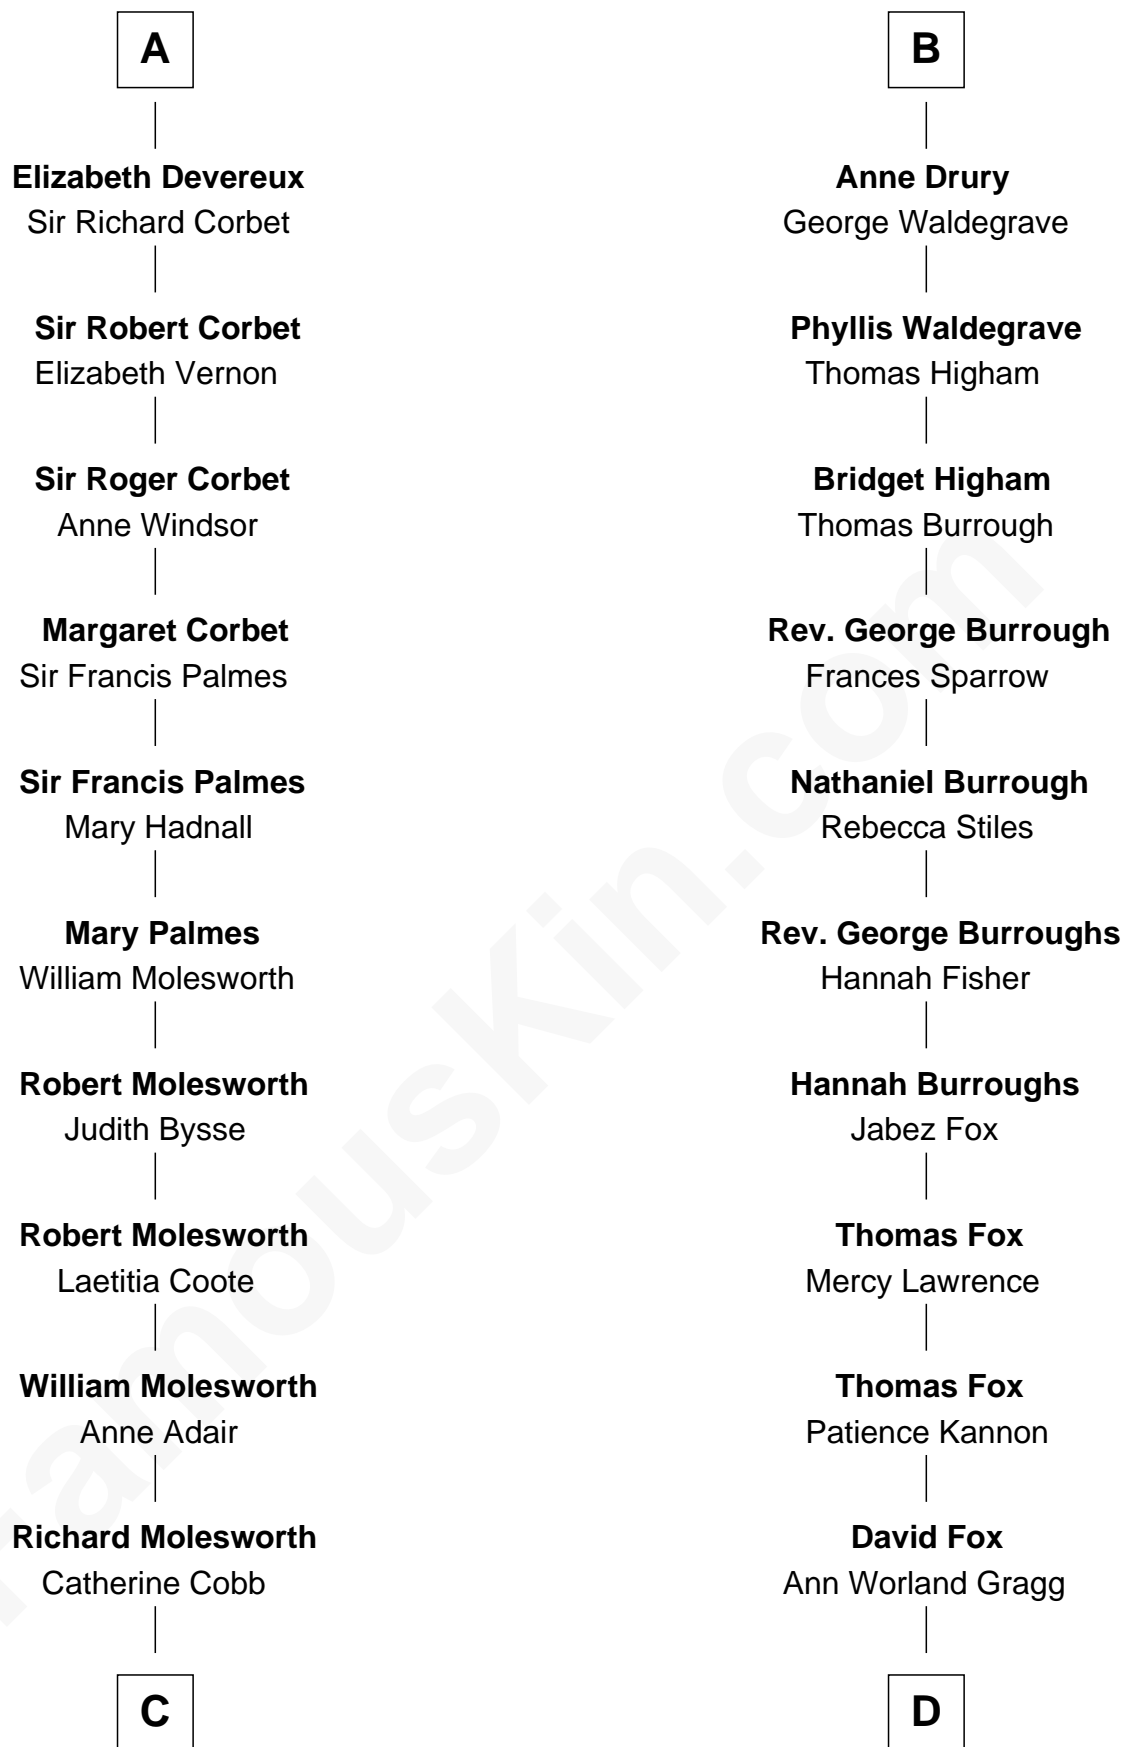 A
Elizabeth Devereux
Sir Richard Corbet
Sir Robert Corbet
Elizabeth Vernon
Sir Roger Corbet
Anne Windsor
Margaret Corbet
Sir Francis Palmes
Sir Francis Palmes
Mary Hadnall
Mary Palmes
William Molesworth
Robert Molesworth
Judith Bysse
Robert Molesworth
Laetitia Coote
William Molesworth
Anne Adair
Richard Molesworth
Catherine Cobb
C
B
Anne Drury
George Waldegrave
Phyllis Waldegrave
Thomas Higham
Bridget Higham
Thomas Burrough
Rev. George Burrough
Frances Sparrow
Nathaniel Burrough
Rebecca Stiles
Rev. George Burroughs
Hannah Fisher
Hannah Burroughs
Jabez Fox
Thomas Fox
Mercy Lawrence
Thomas Fox
Patience Kannon
David Fox
Ann Worland Gragg
D
FamousKin.com